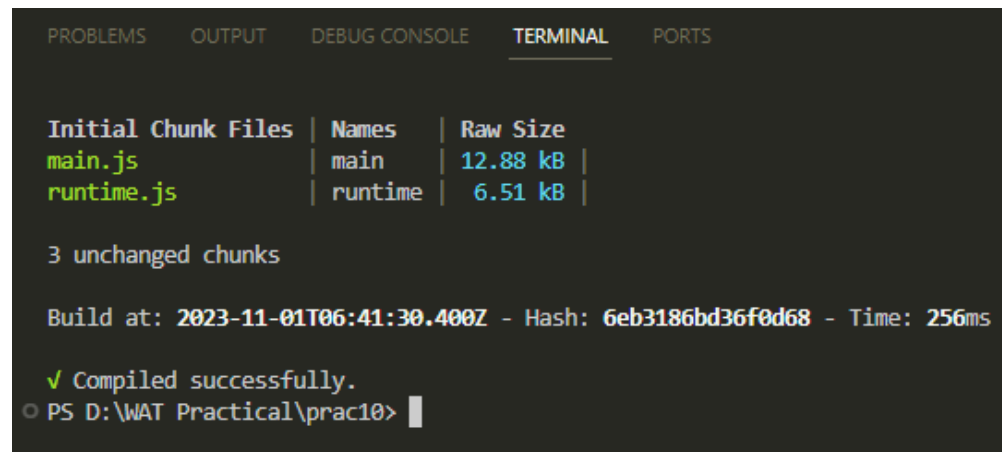 PROBLEMS OUTPUT DEBUG CONSOLE TERMINAL PORTS
Initial Chunk Files | Names | Raw Size
main.js | main | 12.88 kB |
runtime.js | runtime | 6.51 kB |
3 unchanged chunks
Build at: 2023-11-01T06:41:30.400Z - Hash: 6eb3186bd36f0d68 - Time: 256ms
√ Compiled successfully.
PS D:\WAT Practical\prac10>